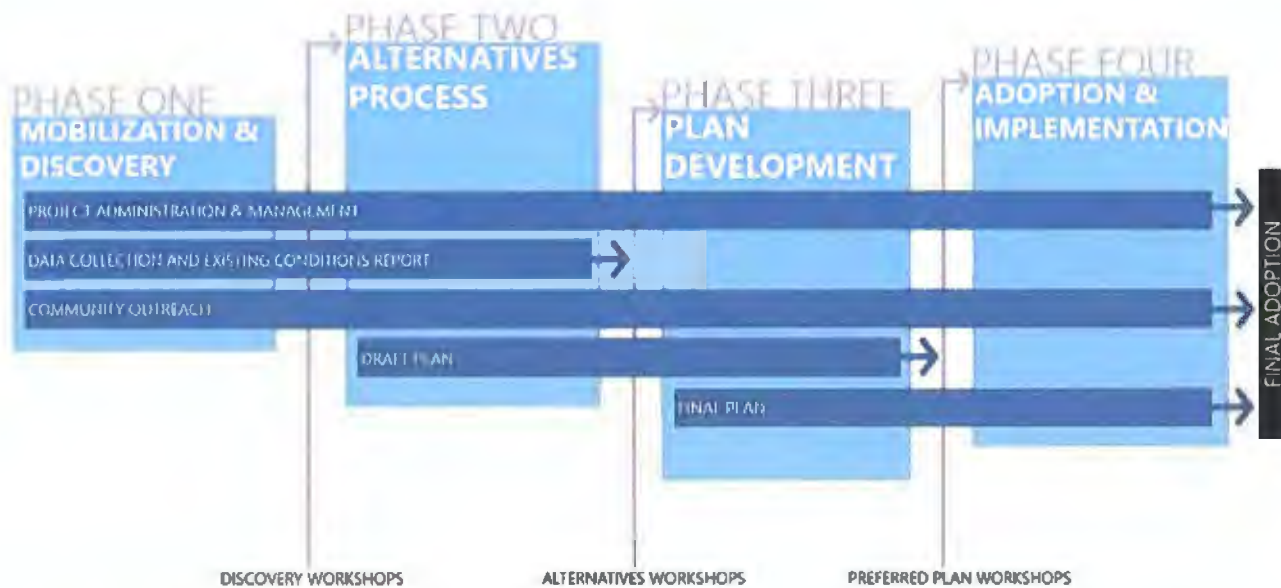 PHASE ONE
MOBILIZATION &
DISCOVERY
PHASE TWO
ALTERNATIVES
PROCESS
PHASE THREE
PLAN
DEVELOPMENT
PHASE FOUR
ADOPTION &
IMPLEMENTATION
PROJECT ADMINISTRATION & MANAGEMENT
DATA COLLECTION AND EXISTING CONDITIONS REPORT
COMMUNITY OUTREACH
DRAFT PLAN
FINAL PLAN
FINAL ADOPTION
DISCOVERY WORKSHOPS
ALTERNATIVES WORKSHOPS
PREFERRED PLAN WORKSHOPS